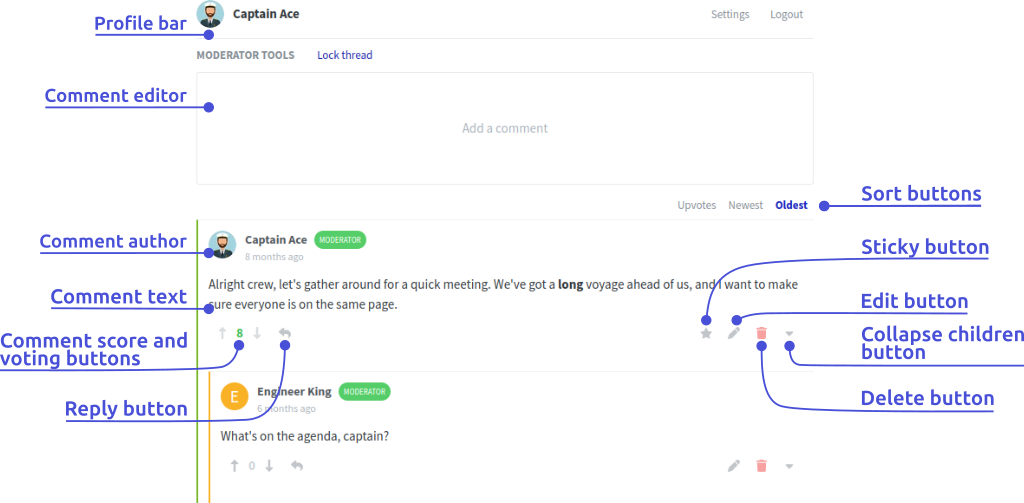 Profile bar
Captain Ace
Settings
Logout
MODERATOR TOOLS
Lock thread
Comment editor
Add a comment
Upvotes
Newest
Oldest
Sort buttons
Comment author
Captain Ace
MODERATOR
8 months ago
Sticky button
Comment text
Alright crew, let's gather around for a quick meeting. We've got a long voyage ahead of us, and I want to make
sure everyone is on the same page.
Edit button
Comment score and
voting buttons
8
Collapse children
button
Reply button
E
Engineer King
MODERATOR
6 months ago
Delete button
What's on the agenda, captain?
0